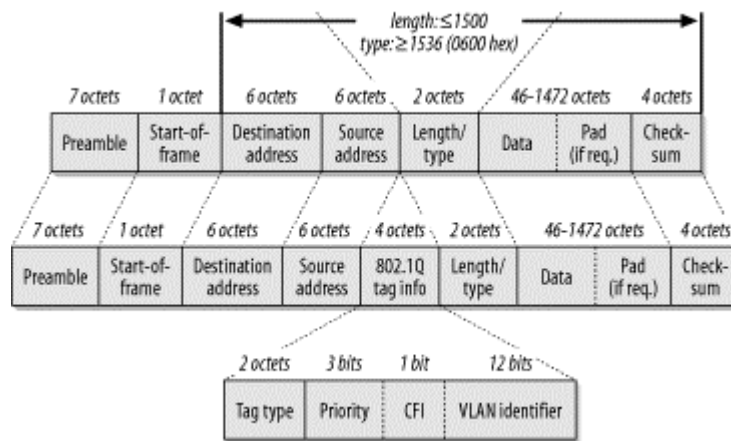 length: ≤1500
type: ≥1536 (0600 hex)
7 octets 1 octet 6 octets 6 octets 2 octets 46-1472 octets 4 octets
Preamble Start-of-frame Destination address Source address Length/type Data Pad (if req.) Check-sum
7 octets 1 octet 6 octets 6 octets 4 octets 2 octets 46-1472 octets 4 octets
Preamble Start-of-frame Destination address Source address 802.1Q tag info Length/type Data Pad (if req.) Check-sum
2 octets 3 bits 1 bit 12 bits
Tag type Priority CFI VLAN identifier